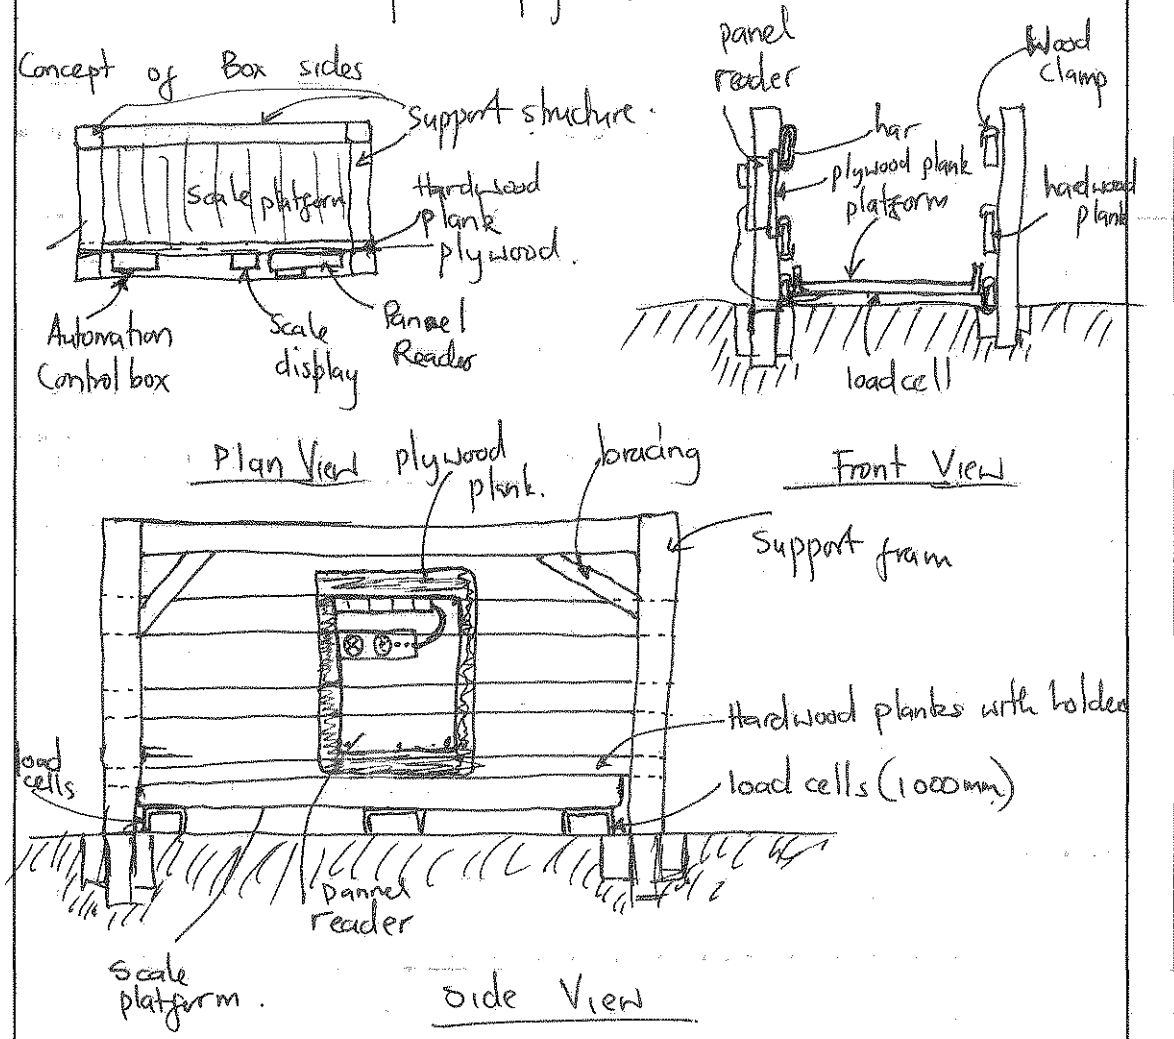 Concept of Box sides
Support structure.
Scale platform
Hardwood
plank
plywood.
Automation
Control box
Scale
display
Pannel
Reader
Plan View
panel
reader
Wood
clamp
har
plywood plank
platform
hardwood
plank
loadcell
Front View
plywood
plank.
bracing
Support fram
Hardwood planks with holder
load cells (1000mm)
load
cells
pannel
reader
Scale
platform.
Side View